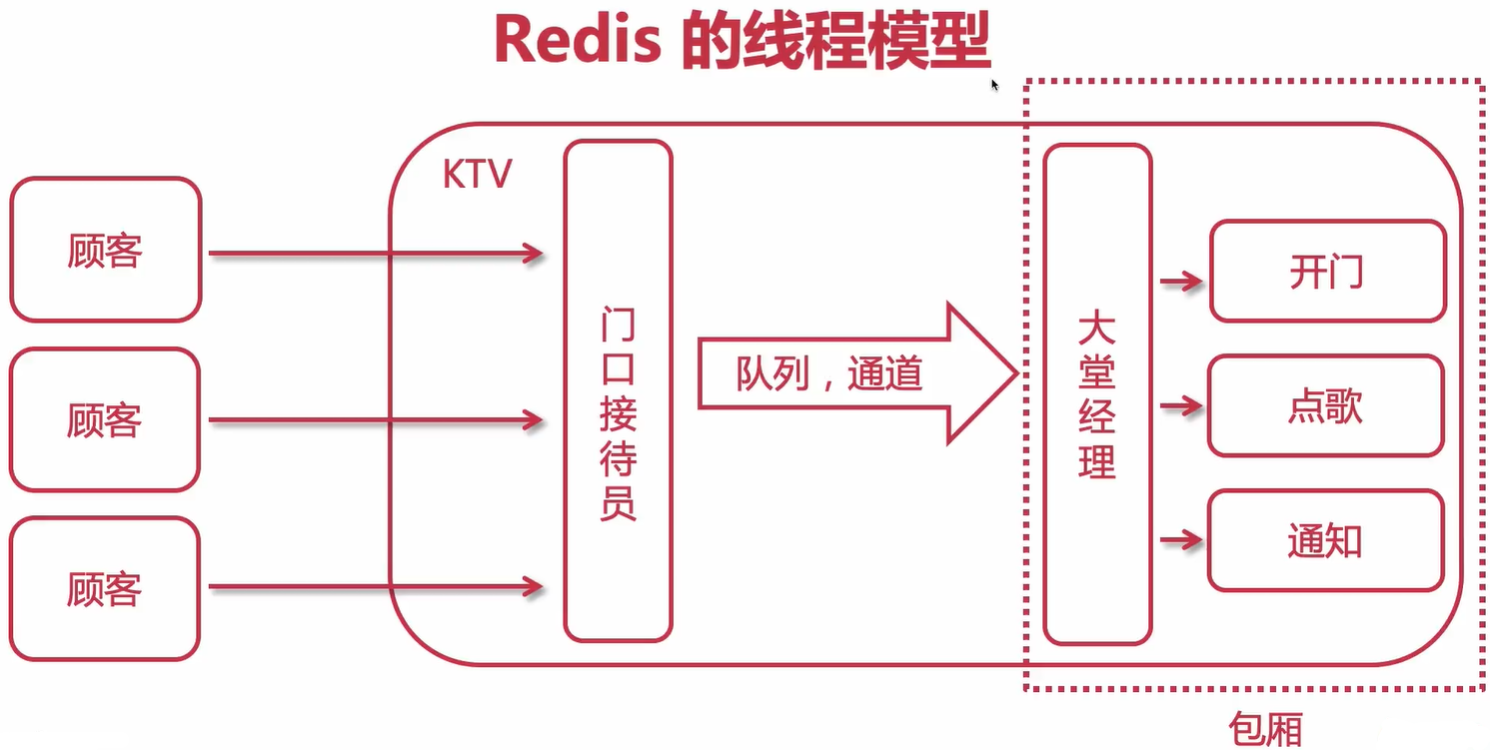 Redis 的线程模型
KTV
顾客
顾客
顾客
门口接待员
队列，通道
大堂经理
开门
点歌
通知
包厢